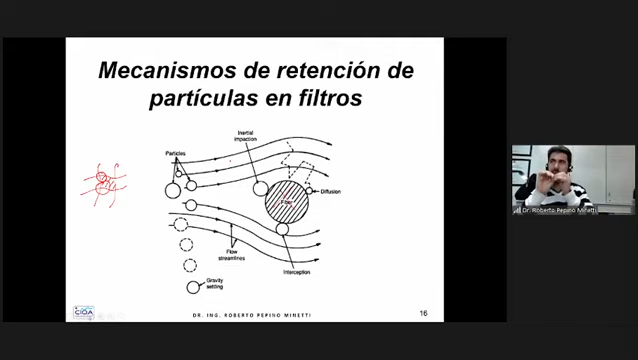 Mecanismos de retención de
partículas en filtros
Inertial
impaction
Particles
Fiber
Diffusion
Flow
streamlines
Interception
Gravity
settling
CIQA
DR. ING. ROBERTO PEPINO MINETTI
16
Dr. Roberto Pepino Minetti